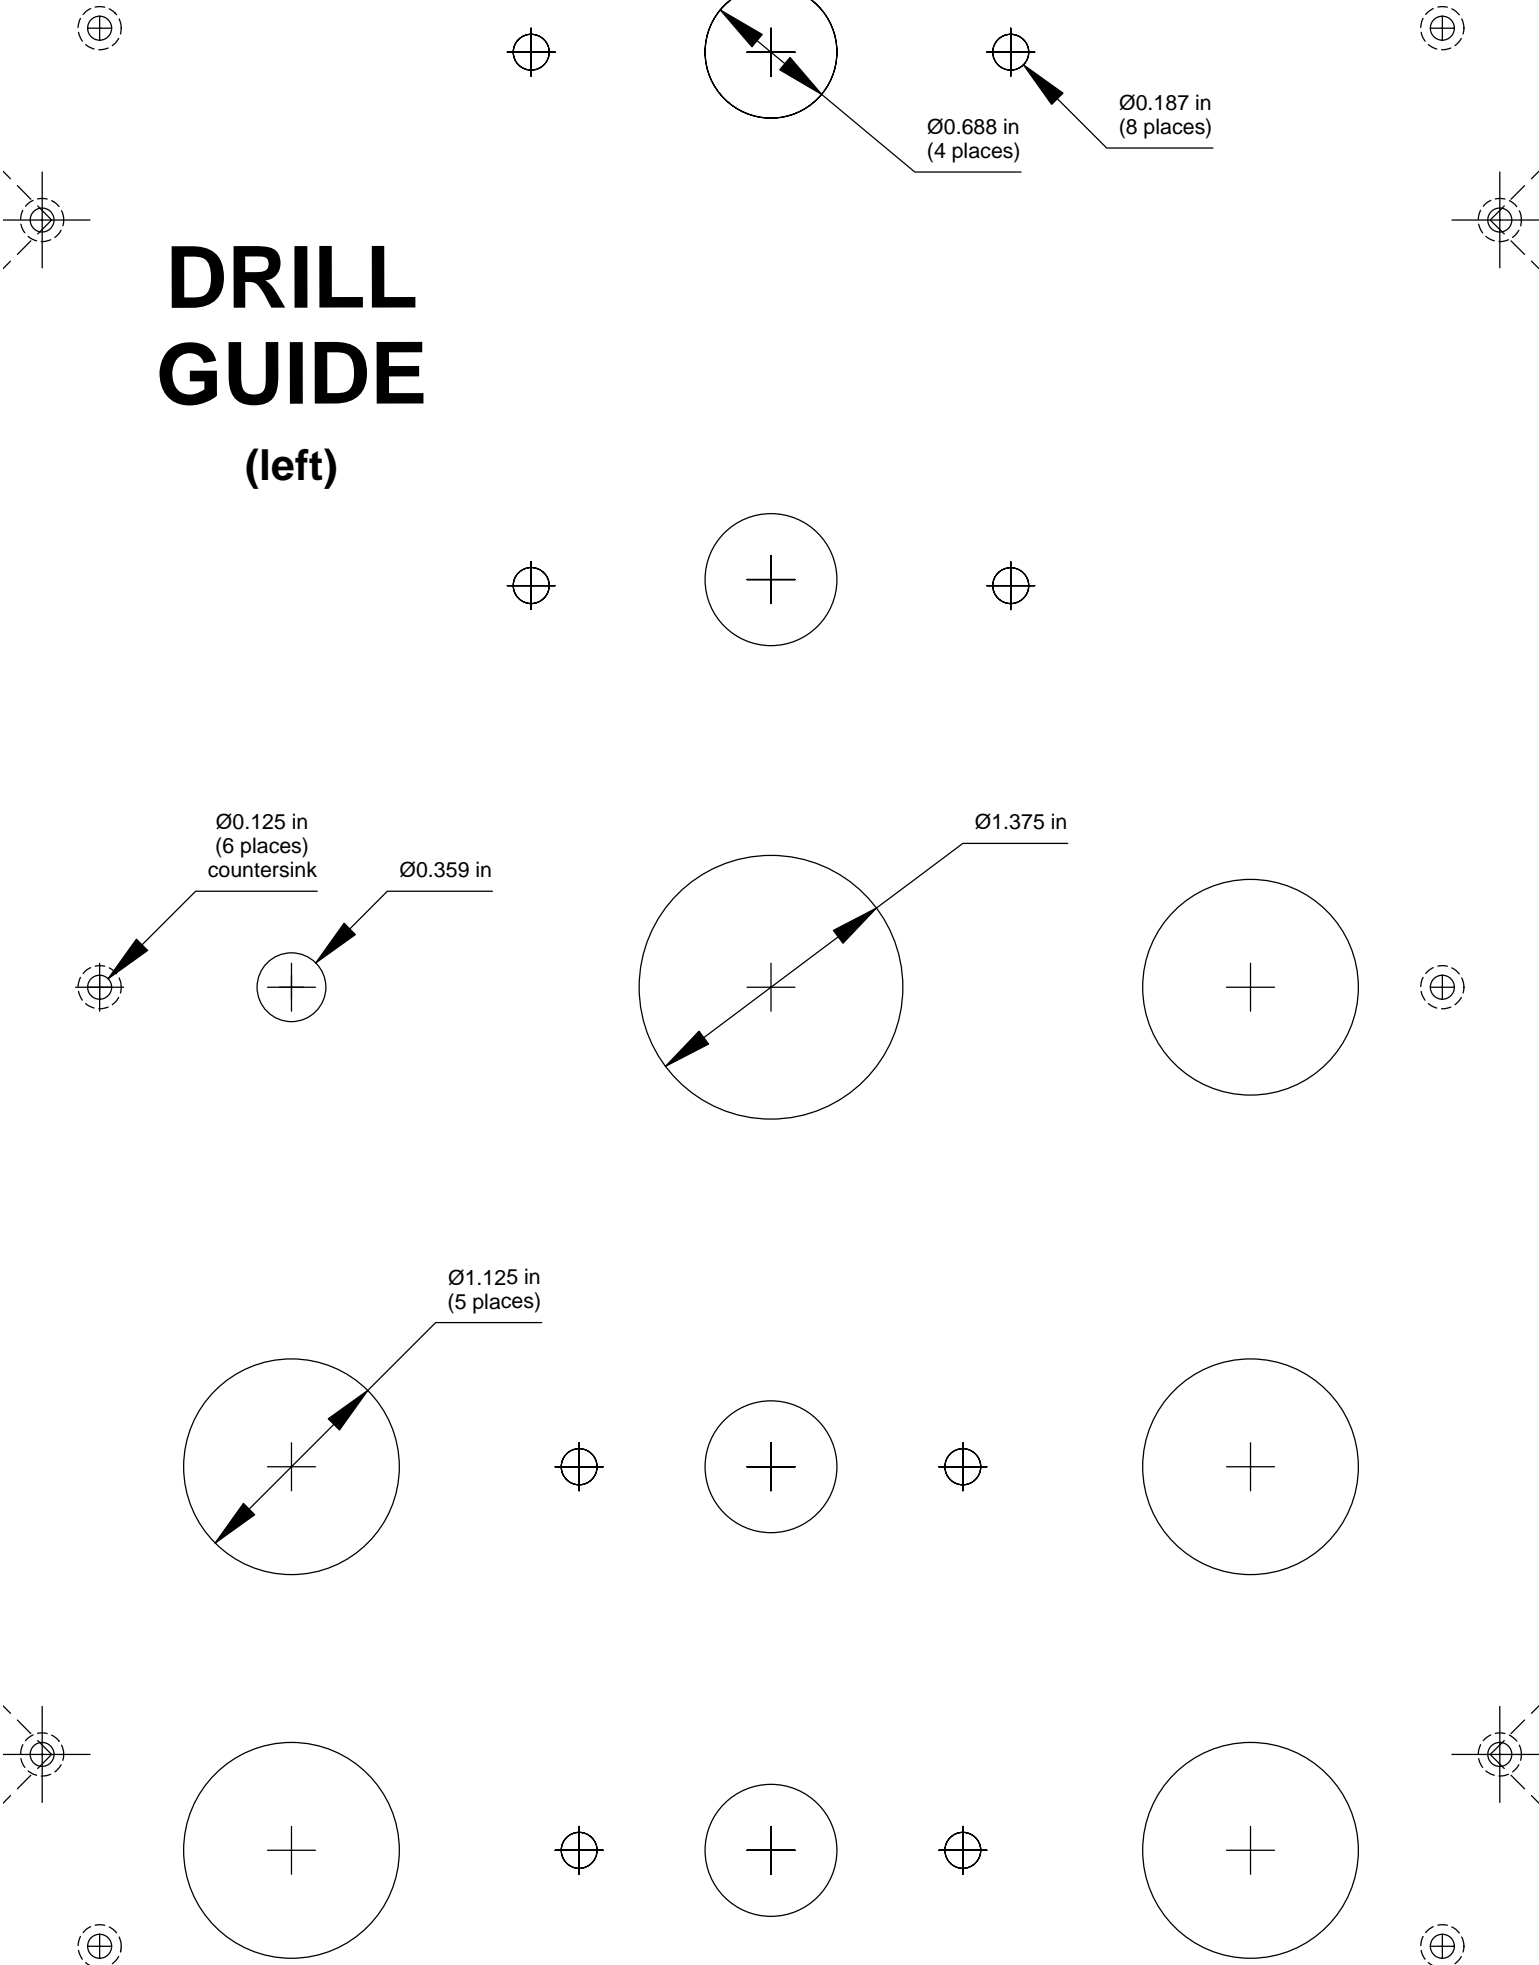 Ø0.187 in
(8 places)
Ø0.688 in
(4 places)
DRILL
GUIDE
(left)
Ø0.125 in
(6 places)
countersink
Ø0.359 in
Ø1.375 in
Ø1.125 in
(5 places)